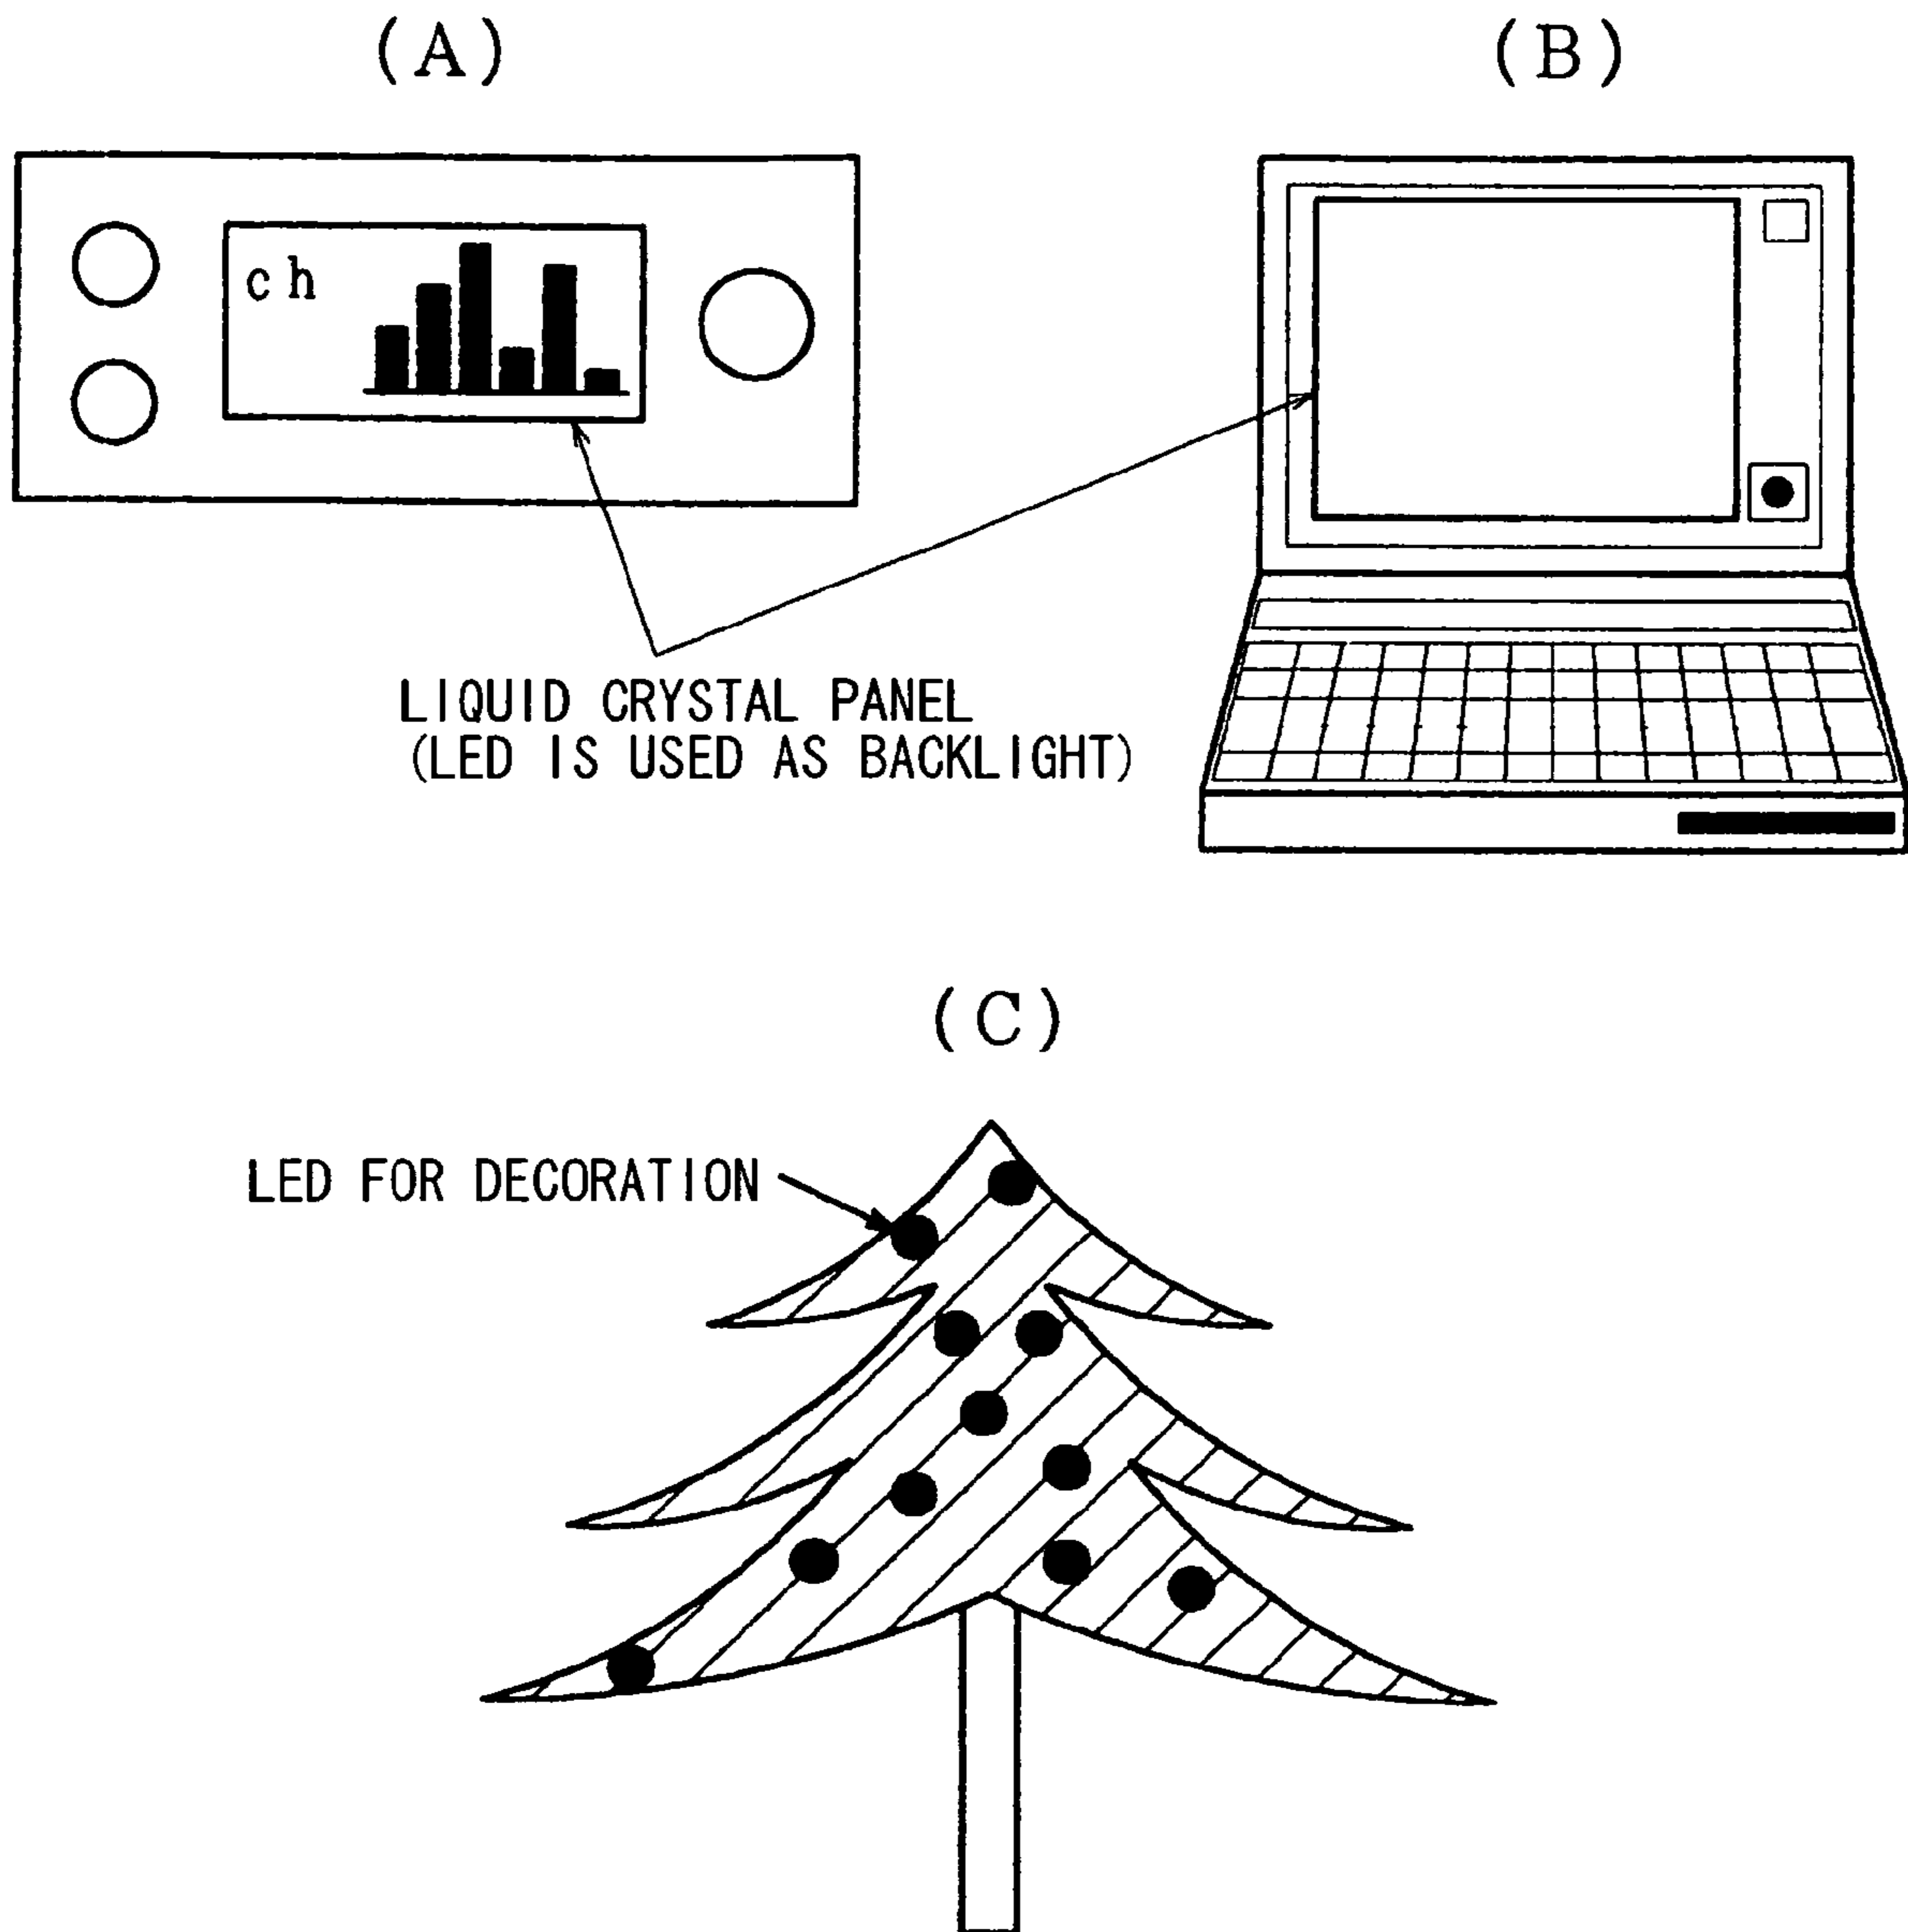 (A)
(B)
ch
LIQUID CRYSTAL PANEL
(LED IS USED AS BACKLIGHT)
(C)
LED FOR DECORATION